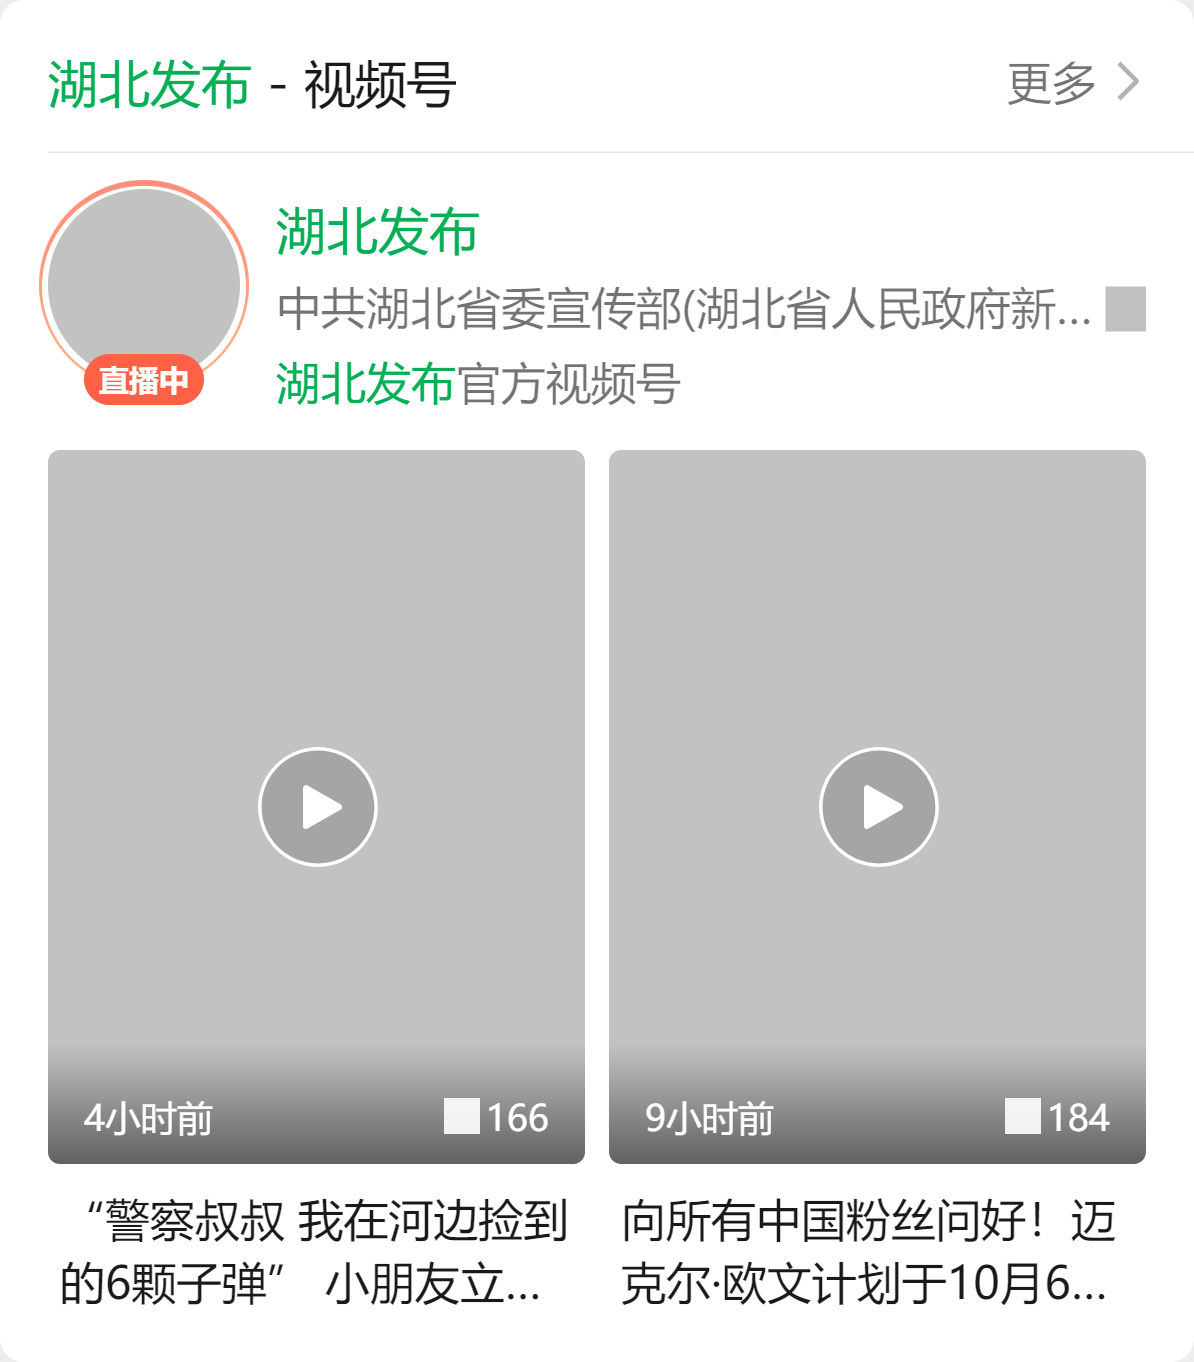 湖北发布 - 视频号
更多
湖北发布
中共湖北省委宣传部(湖北省人民政府新...
湖北发布官方视频号
直播中
4小时前 166
9小时前 184
“警察叔叔 我在河边捡到
的6颗子弹” 小朋友立...
向所有中国粉丝问好！迈
克尔·欧文计划于10月6...